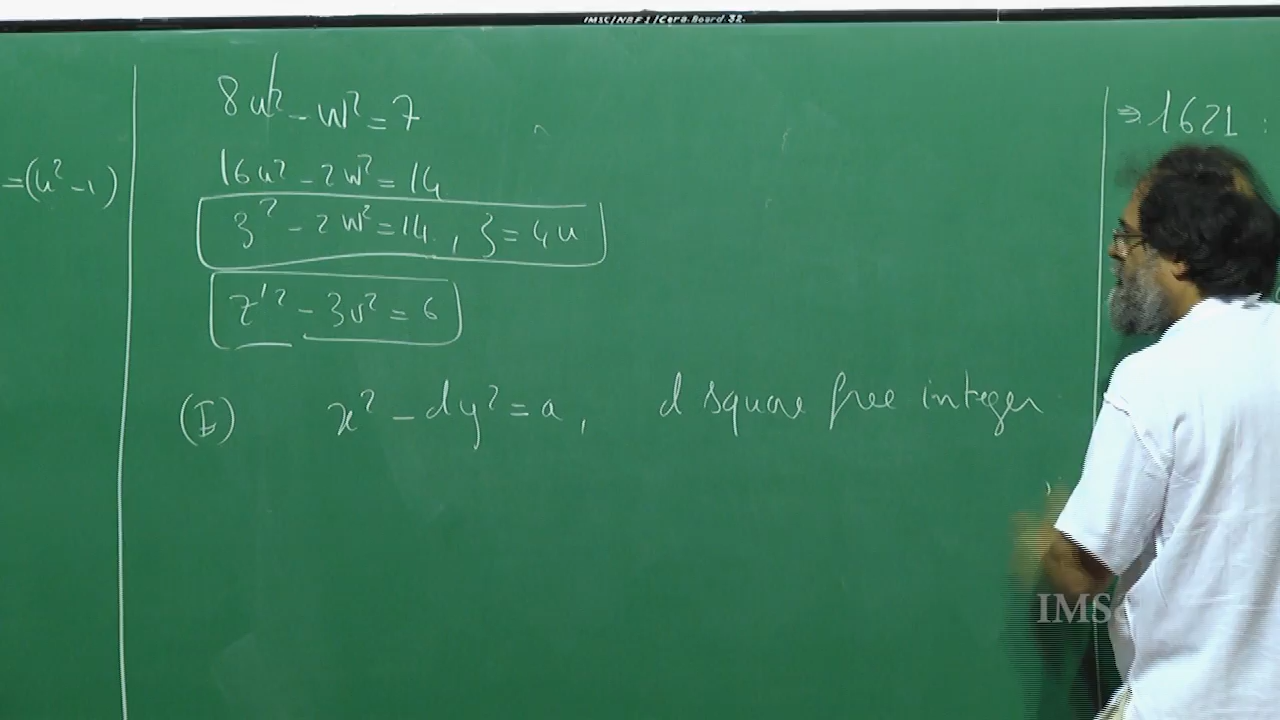 IMSC/NBF1/Cera.Board.32.
=(u² -1)
8u² - w² = 7
16u² - 2w² = 14
z² - 2w² = 14, z = 4u
z'² - 3v² = 6
(I) x² - dy² = a, d square free integer
⇒ 1621 :
IMSc